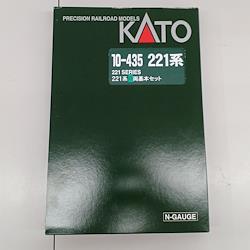 PRECISION RAILROAD MODELS
KATO
10-435 221系
221 SERIES
221系 両基本セット
N-GAUGE